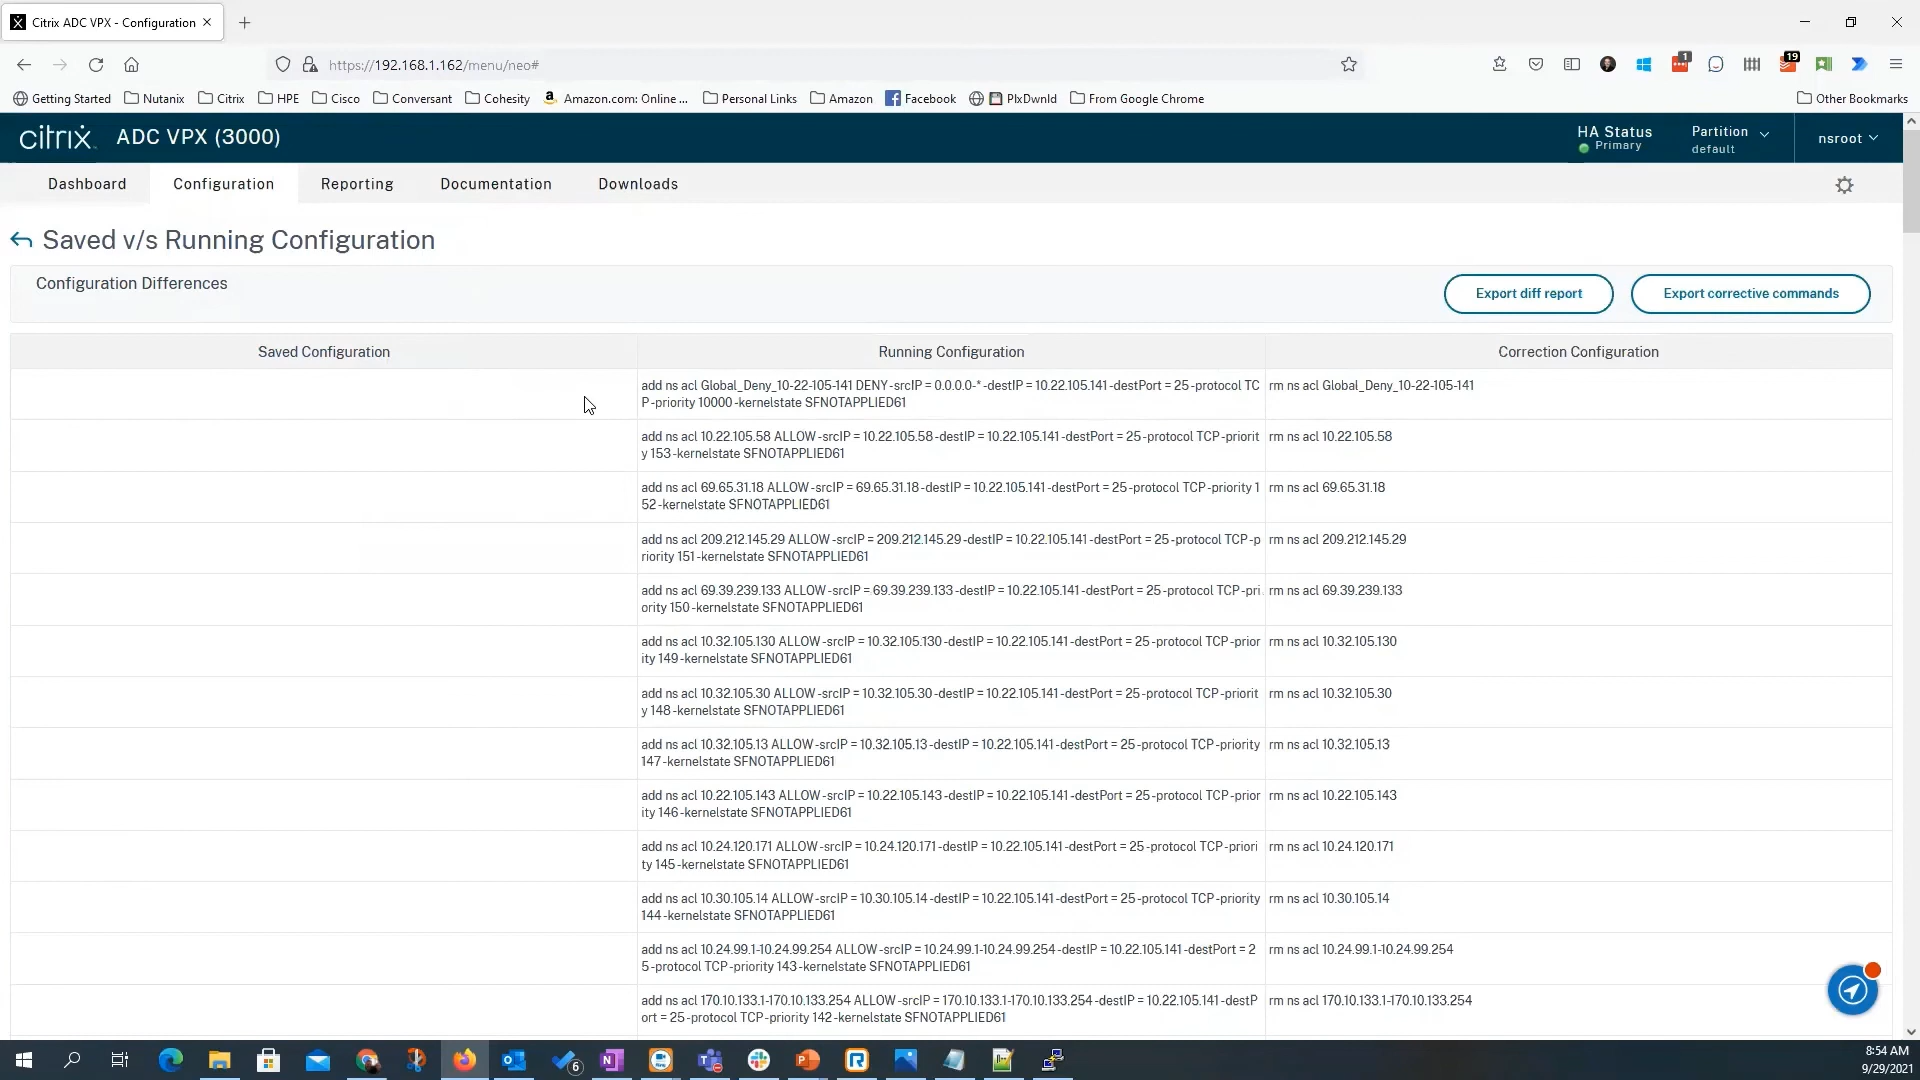 Citrix ADC VPX - Configuration
https://192.168.1.162/menu/neo#
1
19
Getting Started
Nutanix
Citrix
HPE
Cisco
Conversant
Cohesity
Amazon.com: Online ...
Personal Links
Amazon
Facebook
PlxDwnld
From Google Chrome
Other Bookmarks
citrix.
ADC VPX (3000)
HA Status
Primary
Partition
default
nsroot
Dashboard
Configuration
Reporting
Documentation
Downloads
Saved v/s Running Configuration
Configuration Differences
Export diff report
Export corrective commands
Saved Configuration
Running Configuration
Correction Configuration
add ns acl Global_Deny_10-22-105-141 DENY -srcIP = 0.0.0.0-* -destIP = 10.22.105.141 -destPort = 25 -protocol TC
P -priority 10000 -kernelstate SFNOTAPPLIED61
rm ns acl Global_Deny_10-22-105-141
add ns acl 10.22.105.58 ALLOW -srcIP = 10.22.105.58 -destIP = 10.22.105.141 -destPort = 25 -protocol TCP -priorit
y 153 -kernelstate SFNOTAPPLIED61
rm ns acl 10.22.105.58
add ns acl 69.65.31.18 ALLOW -srcIP = 69.65.31.18 -destIP = 10.22.105.141 -destPort = 25 -protocol TCP -priority 1
52 -kernelstate SFNOTAPPLIED61
rm ns acl 69.65.31.18
add ns acl 209.212.145.29 ALLOW -srcIP = 209.212.145.29 -destIP = 10.22.105.141 -destPort = 25 -protocol TCP -p
riority 151 -kernelstate SFNOTAPPLIED61
rm ns acl 209.212.145.29
add ns acl 69.39.239.133 ALLOW -srcIP = 69.39.239.133 -destIP = 10.22.105.141 -destPort = 25 -protocol TCP -pri
ority 150 -kernelstate SFNOTAPPLIED61
rm ns acl 69.39.239.133
add ns acl 10.32.105.130 ALLOW -srcIP = 10.32.105.130 -destIP = 10.22.105.141 -destPort = 25 -protocol TCP -prior
ity 149 -kernelstate SFNOTAPPLIED61
rm ns acl 10.32.105.130
add ns acl 10.32.105.30 ALLOW -srcIP = 10.32.105.30 -destIP = 10.22.105.141 -destPort = 25 -protocol TCP -priorit
y 148 -kernelstate SFNOTAPPLIED61
rm ns acl 10.32.105.30
add ns acl 10.32.105.13 ALLOW -srcIP = 10.32.105.13 -destIP = 10.22.105.141 -destPort = 25 -protocol TCP -priority
147 -kernelstate SFNOTAPPLIED61
rm ns acl 10.32.105.13
add ns acl 10.22.105.143 ALLOW -srcIP = 10.22.105.143 -destIP = 10.22.105.141 -destPort = 25 -protocol TCP -prior
ity 146 -kernelstate SFNOTAPPLIED61
rm ns acl 10.22.105.143
add ns acl 10.24.120.171 ALLOW -srcIP = 10.24.120.171 -destIP = 10.22.105.141 -destPort = 25 -protocol TCP -priori
ty 145 -kernelstate SFNOTAPPLIED61
rm ns acl 10.24.120.171
add ns acl 10.30.105.14 ALLOW -srcIP = 10.30.105.14 -destIP = 10.22.105.141 -destPort = 25 -protocol TCP -priority
144 -kernelstate SFNOTAPPLIED61
rm ns acl 10.30.105.14
add ns acl 10.24.99.1-10.24.99.254 ALLOW -srcIP = 10.24.99.1-10.24.99.254 -destIP = 10.22.105.141 -destPort = 2
5 -protocol TCP -priority 143 -kernelstate SFNOTAPPLIED61
rm ns acl 10.24.99.1-10.24.99.254
add ns acl 170.10.133.1-170.10.133.254 ALLOW -srcIP = 170.10.133.1-170.10.133.254 -destIP = 10.22.105.141 -destP
ort = 25 -protocol TCP -priority 142 -kernelstate SFNOTAPPLIED61
rm ns acl 170.10.133.1-170.10.133.254
6
8:54 AM
9/29/2021